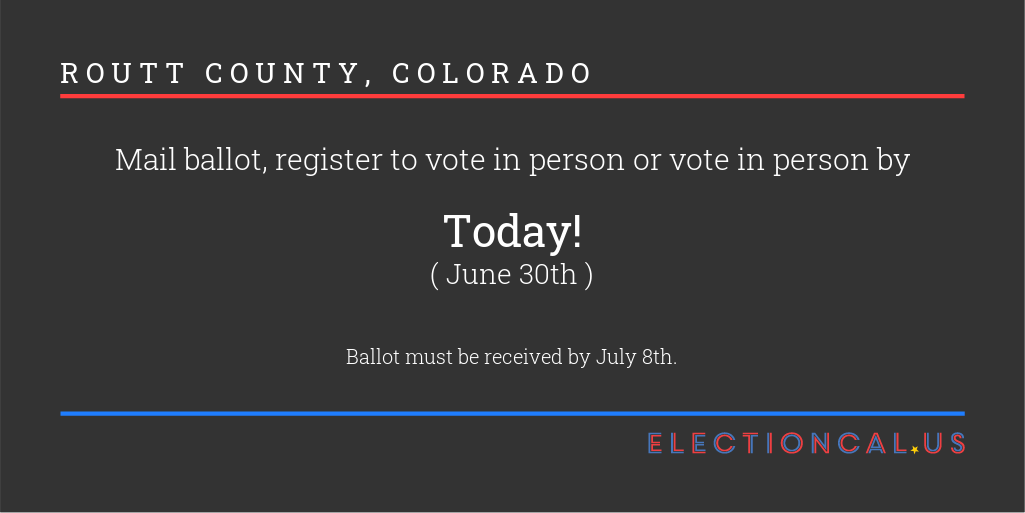 ROUTT COUNTY, COLORADO
Mail ballot, register to vote in person or vote in person by
Today!
( June 30th )
Ballot must be received by July 8th.
ELECTIONCAL.US